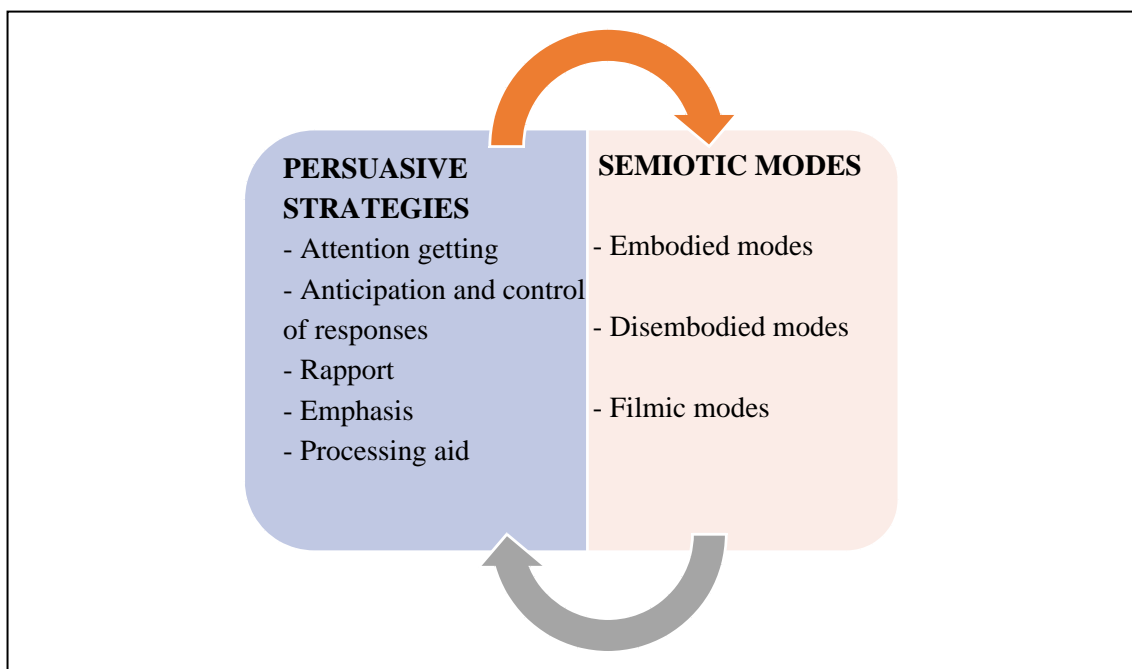 PERSUASIVE
STRATEGIES
- Attention getting
- Anticipation and control
of responses
- Rapport
- Emphasis
- Processing aid
SEMIOTIC MODES
- Embodied modes
- Disembodied modes
- Filmic modes